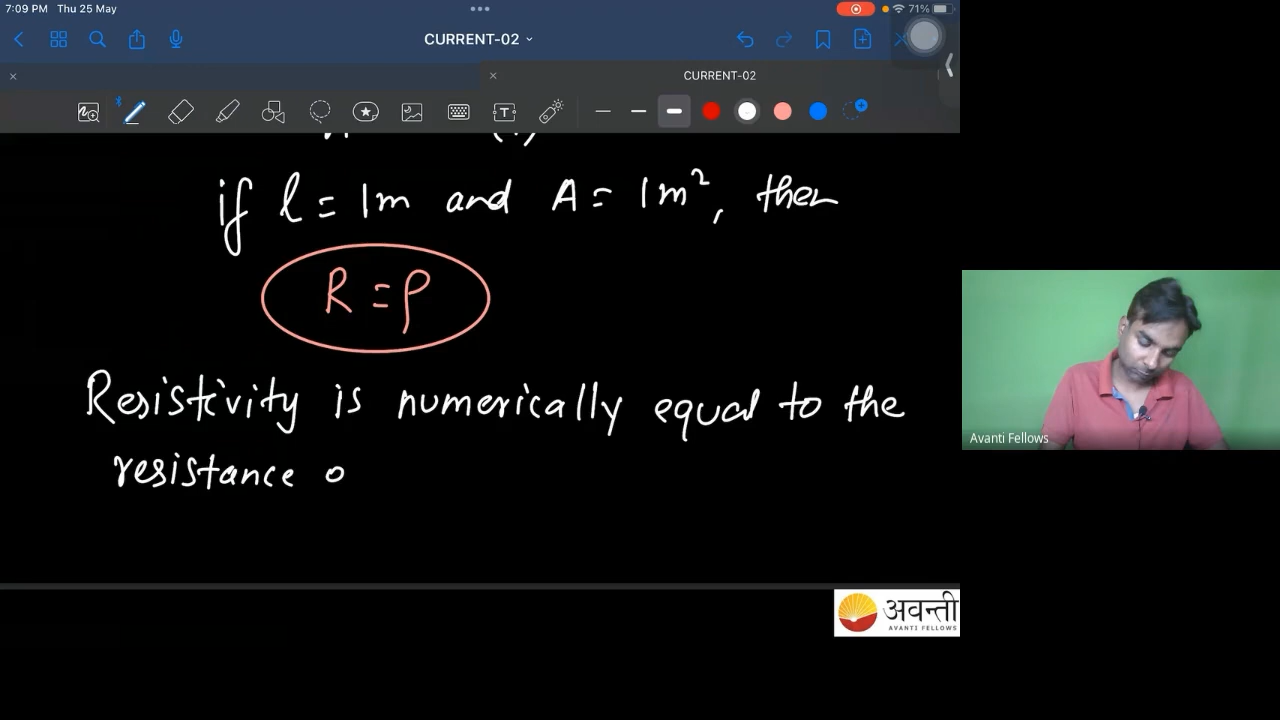 7:09 PM Thu 25 May
71%
CURRENT-02
CURRENT-02
if l = 1m and A = 1m², then
R = ρ
Resistivity is numerically equal to the
resistance o
Avanti Fellows
अवन्ती
AVANTI FELLOWS